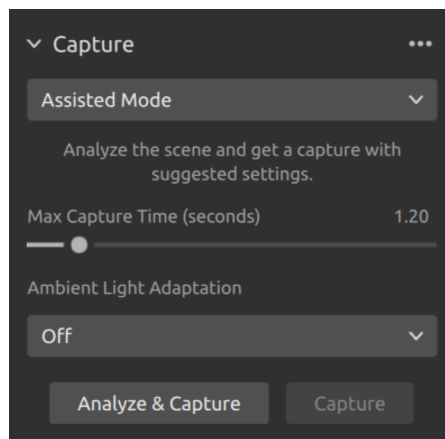 Capture
Assisted Mode
Analyze the scene and get a capture with
suggested settings.
Max Capture Time (seconds) 1.20
Ambient Light Adaptation
Off
Analyze & Capture Capture